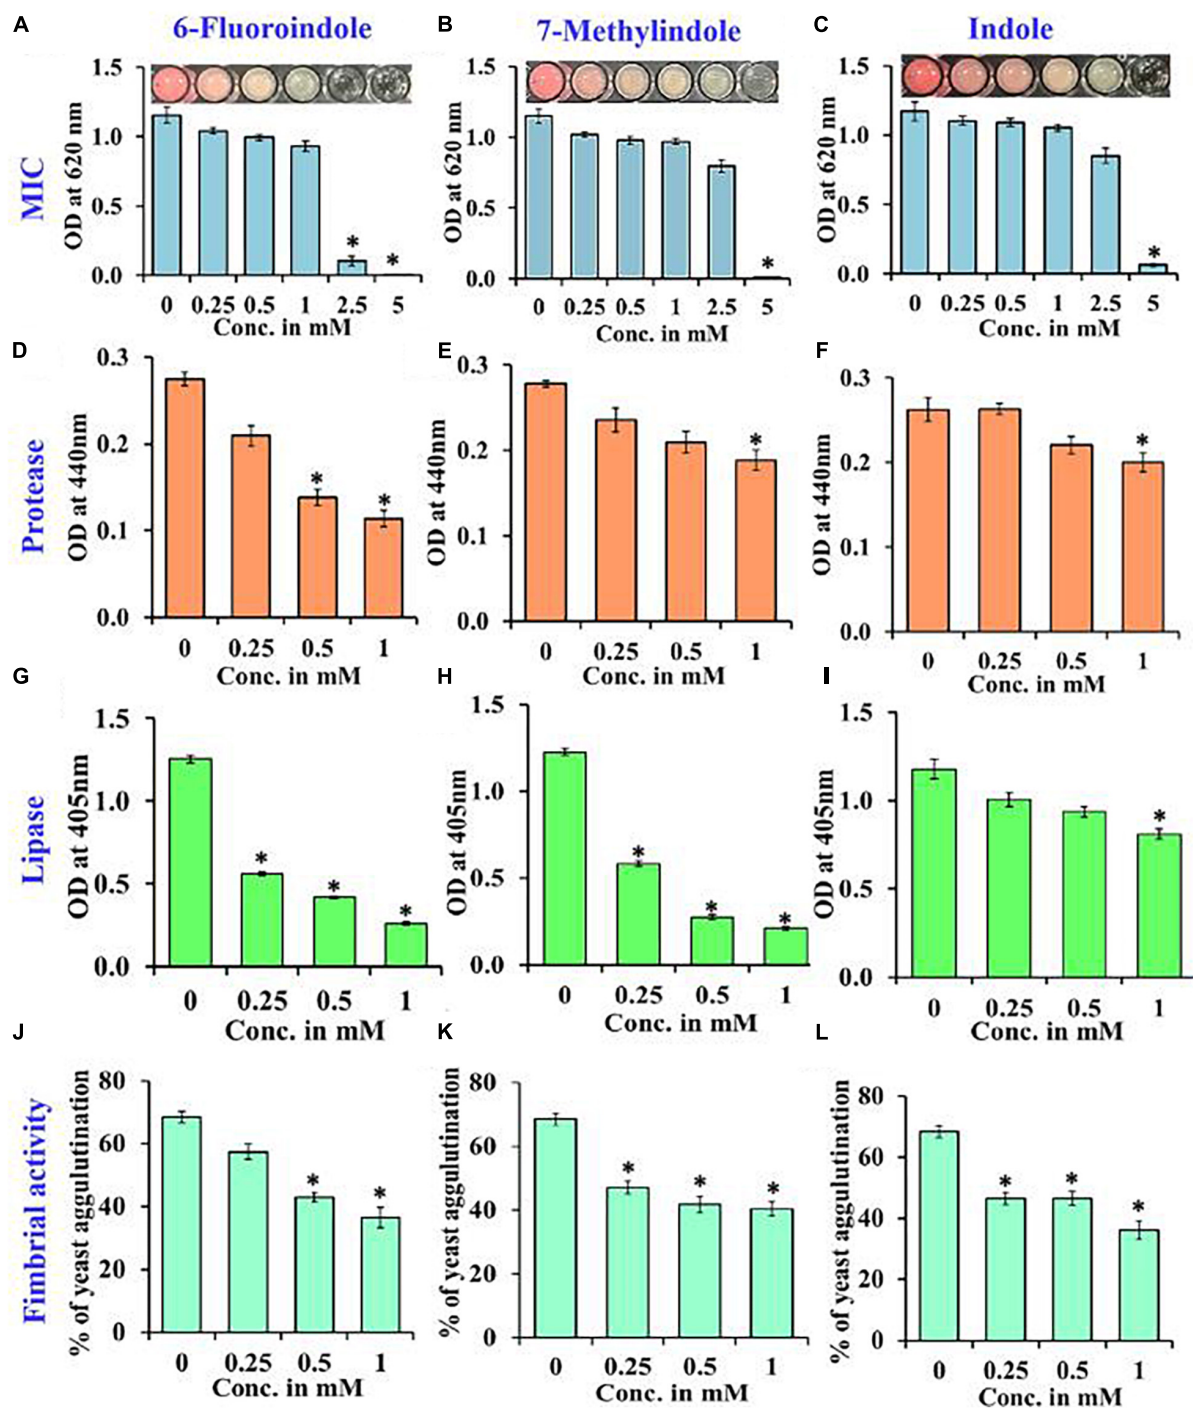 A
6-Fluoroindole
B
7-Methylindole
C
Indole
MIC
OD at 620 nm
1.5
1.0
0.5
0.0
* *
0 0.25 0.5 1 2.5 5
Conc. in mM
OD at 620 nm
1.5
1.0
0.5
0.0
*
0 0.25 0.5 1 2.5 5
Conc. in mM
OD at 620 nm
1.5
1.0
0.5
0.0
*
0 0.25 0.5 1 2.5 5
Conc. in mM
Protease
D
OD at 440nm
0.3
0.2
0.1
0.0
* *
0 0.25 0.5 1
Conc. in mM
E
OD at 440nm
0.3
0.2
0.1
0.0
*
0 0.25 0.5 1
Conc. in mM
F
OD at 440nm
0.3
0.2
0.1
0.0
*
0 0.25 0.5 1
Conc. in mM
Lipase
G
OD at 405nm
1.5
1.0
0.5
0.0
* * *
0 0.25 0.5 1
Conc. in mM
H
OD at 405nm
1.5
1.0
0.5
0.0
* * *
0 0.25 0.5 1
Conc. in mM
I
OD at 405nm
1.5
1.0
0.5
0.0
*
0 0.25 0.5 1
Conc. in mM
Fimbrial activity
J
% of yeast aggulutination
80
60
40
20
0
* *
0 0.25 0.5 1
Conc. in mM
K
% of yeast aggulutination
80
60
40
20
0
* * *
0 0.25 0.5 1
Conc. in mM
L
% of yeast aggulutination
80
60
40
20
0
* * *
0 0.25 0.5 1
Conc. in mM